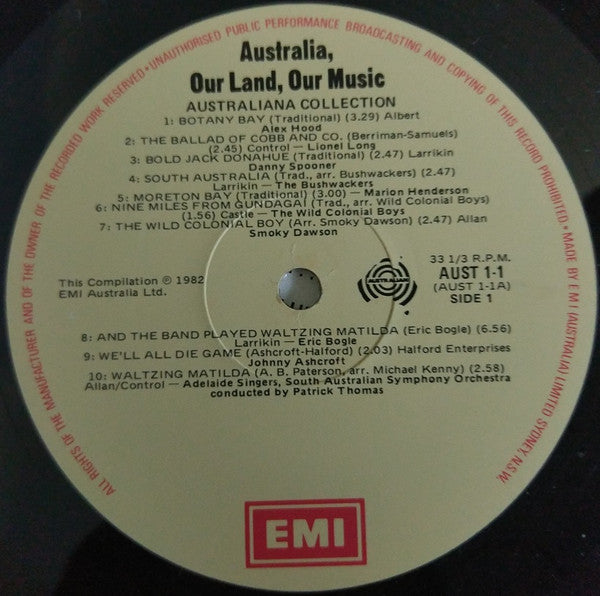 ALL RIGHTS OF THE MANUFACTURER AND OF THE OWNER OF THE RECORDED WORK RESERVED • UNAUTHORISED PUBLIC PERFORMANCE BROADCASTING AND COPYING OF THIS RECORD PROHIBITED • MADE BY EMI (AUSTRALIA) LIMITED SYDNEY, N.S.W.
Australia,
Our Land, Our Music
AUSTRALIANA COLLECTION
1: BOTANY BAY (Traditional) (3.29) Albert
Alex Hood
2: THE BALLAD OF COBB AND CO. (Berriman-Samuels)
(2.45) Control — Lionel Long
3: BOLD JACK DONAHUE (Traditional) (2.47) Larrikin
Danny Spooner
4: SOUTH AUSTRALIA (Trad., arr. Bushwackers) (2.47)
Larrikin — The Bushwackers
5: MORETON BAY (Traditional) (3.00) — Marion Henderson
6: NINE MILES FROM GUNDAGAI (Trad., arr. Wild Colonial Boys)
(1.56) Castle — The Wild Colonial Boys
7: THE WILD COLONIAL BOY (Arr. Smoky Dawson) (2.47) Allan
Smoky Dawson
This Compilation ℗ 1982
EMI Australia Ltd.
AUSTRALIANA
33 1/3 R.P.M.
AUST 1-1
(AUST 1-1A)
SIDE 1
8: AND THE BAND PLAYED WALTZING MATILDA (Eric Bogle) (6.56)
Larrikin — Eric Bogle
9: WE'LL ALL DIE GAME (Ashcroft-Halford) (2.03) Halford Enterprises
Johnny Ashcroft
10: WALTZING MATILDA (A. B. Paterson, arr. Michael Kenny) (2.58)
Allan/Control — Adelaide Singers, South Australian Symphony Orchestra
conducted by Patrick Thomas
EMI